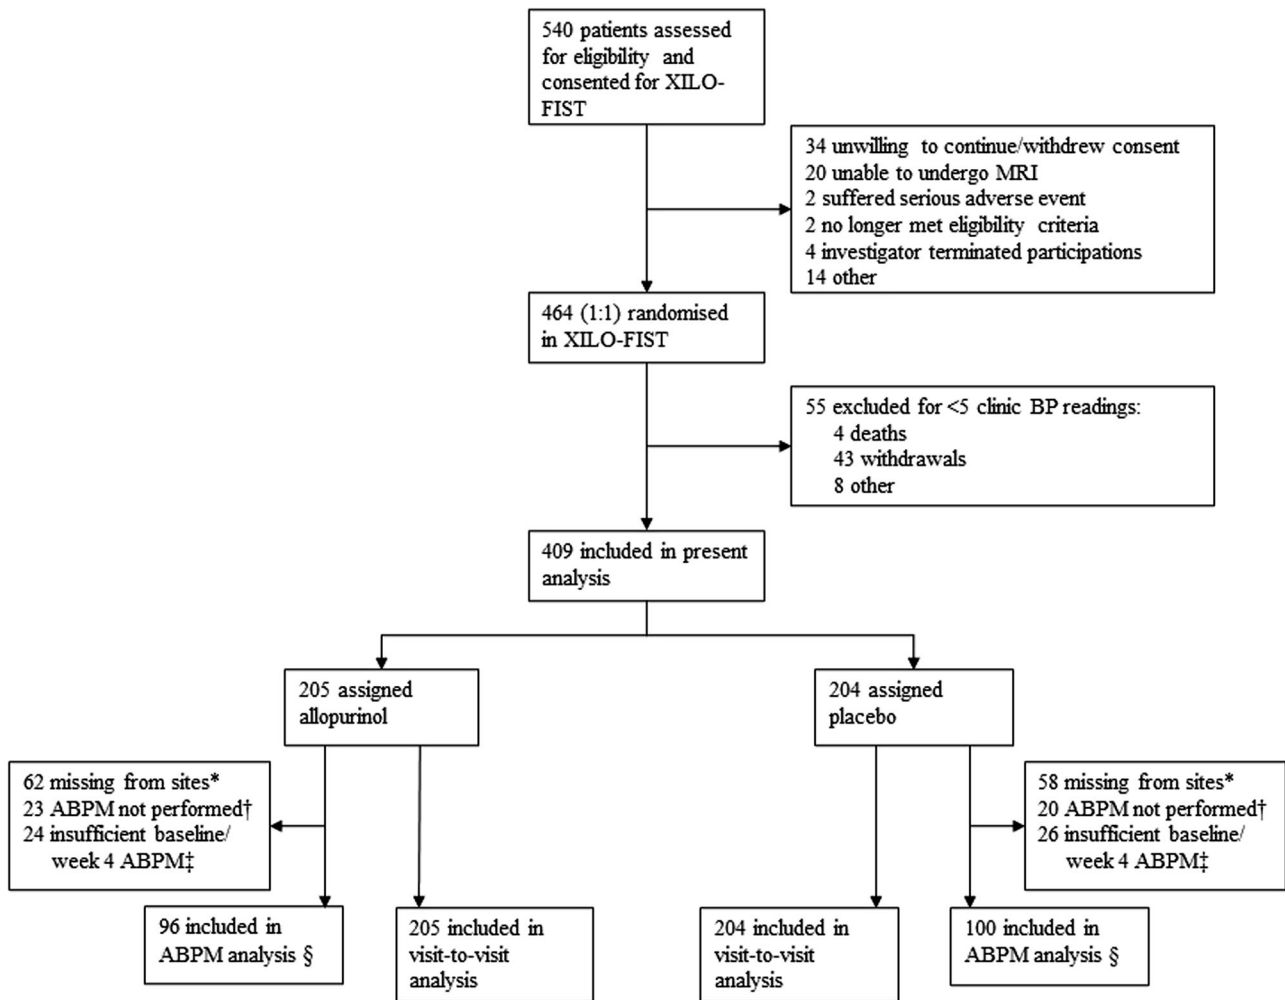 540 patients assessed
for eligibility and
consented for XILO-
FIST
34 unwilling to continue/withdrew consent
20 unable to undergo MRI
2 suffered serious adverse event
2 no longer met eligibility criteria
4 investigator terminated participations
14 other
464 (1:1) randomised
in XILO-FIST
55 excluded for <5 clinic BP readings:
4 deaths
43 withdrawals
8 other
409 included in present
analysis
205 assigned
allopurinol
204 assigned
placebo
62 missing from sites*
23 ABPM not performed†
24 insufficient baseline/
week 4 ABPM‡
58 missing from sites*
20 ABPM not performed†
26 insufficient baseline/
week 4 ABPM‡
96 included in
ABPM analysis §
205 included in
visit-to-visit
analysis
204 included in
visit-to-visit
analysis
100 included in
ABPM analysis §